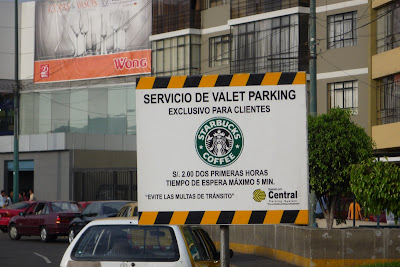 WONG
SERVICIO DE VALET PARKING
EXCLUSIVO PARA CLIENTES
STARBUCKS
COFFEE
S/. 2.00 DOS PRIMERAS HORAS
TIEMPO DE ESPERA MÁXIMO 5 MIN.
"EVITE LAS MULTAS DE TRÁNSITO"
Central